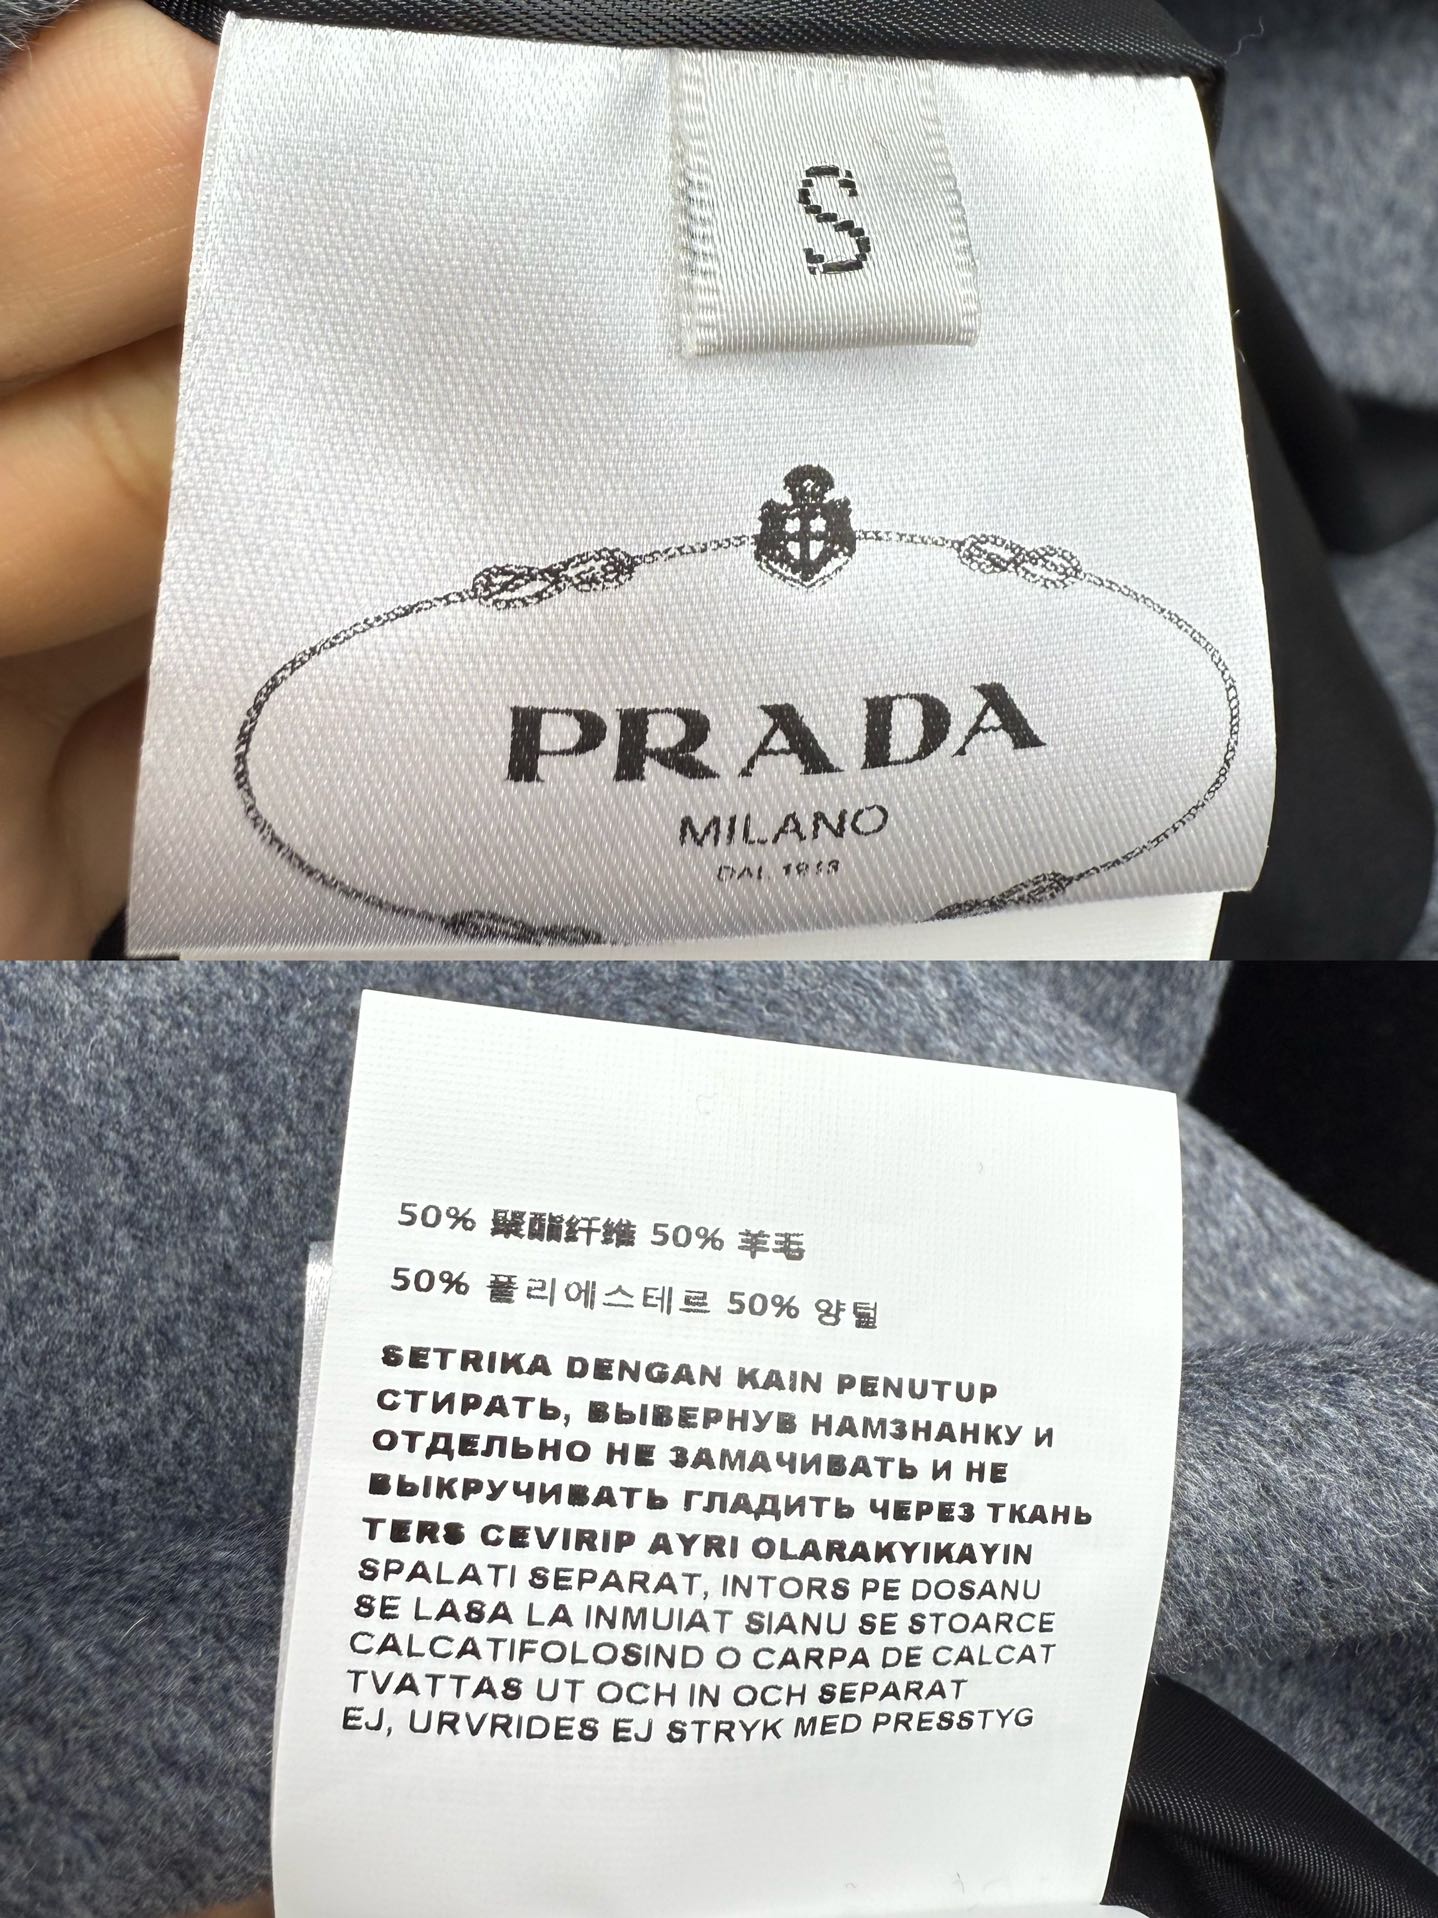 S
PRADA
MILANO
DAL 1913
50% 聚酯纤维 50% 羊毛
50% 폴리에스테르 50% 양털
SETRIKA DENGAN KAIN PENUTUP
СТИРАТЬ, ВЫВЕРНУВ НАМЗНАНКУ И
ОТДЕЛЬНО НЕ ЗАМАЧИВАТЬ И НЕ
ВЫКРУЧИВАТЬ ГЛАДИТЬ ЧЕРЕЗ ТКАНЬ
TERS CEVIRIP AYRI OLARAKYIKAYIN
SPALATI SEPARAT, INTORS PE DOSANU
SE LASA LA INMUIAT SIANU SE STOARCE
CALCATIFOLOSIND O CARPA DE CALCAT
TVATTAS UT OCH IN OCH SEPARAT
EJ, URVRIDES EJ STRYK MED PRESSTYG